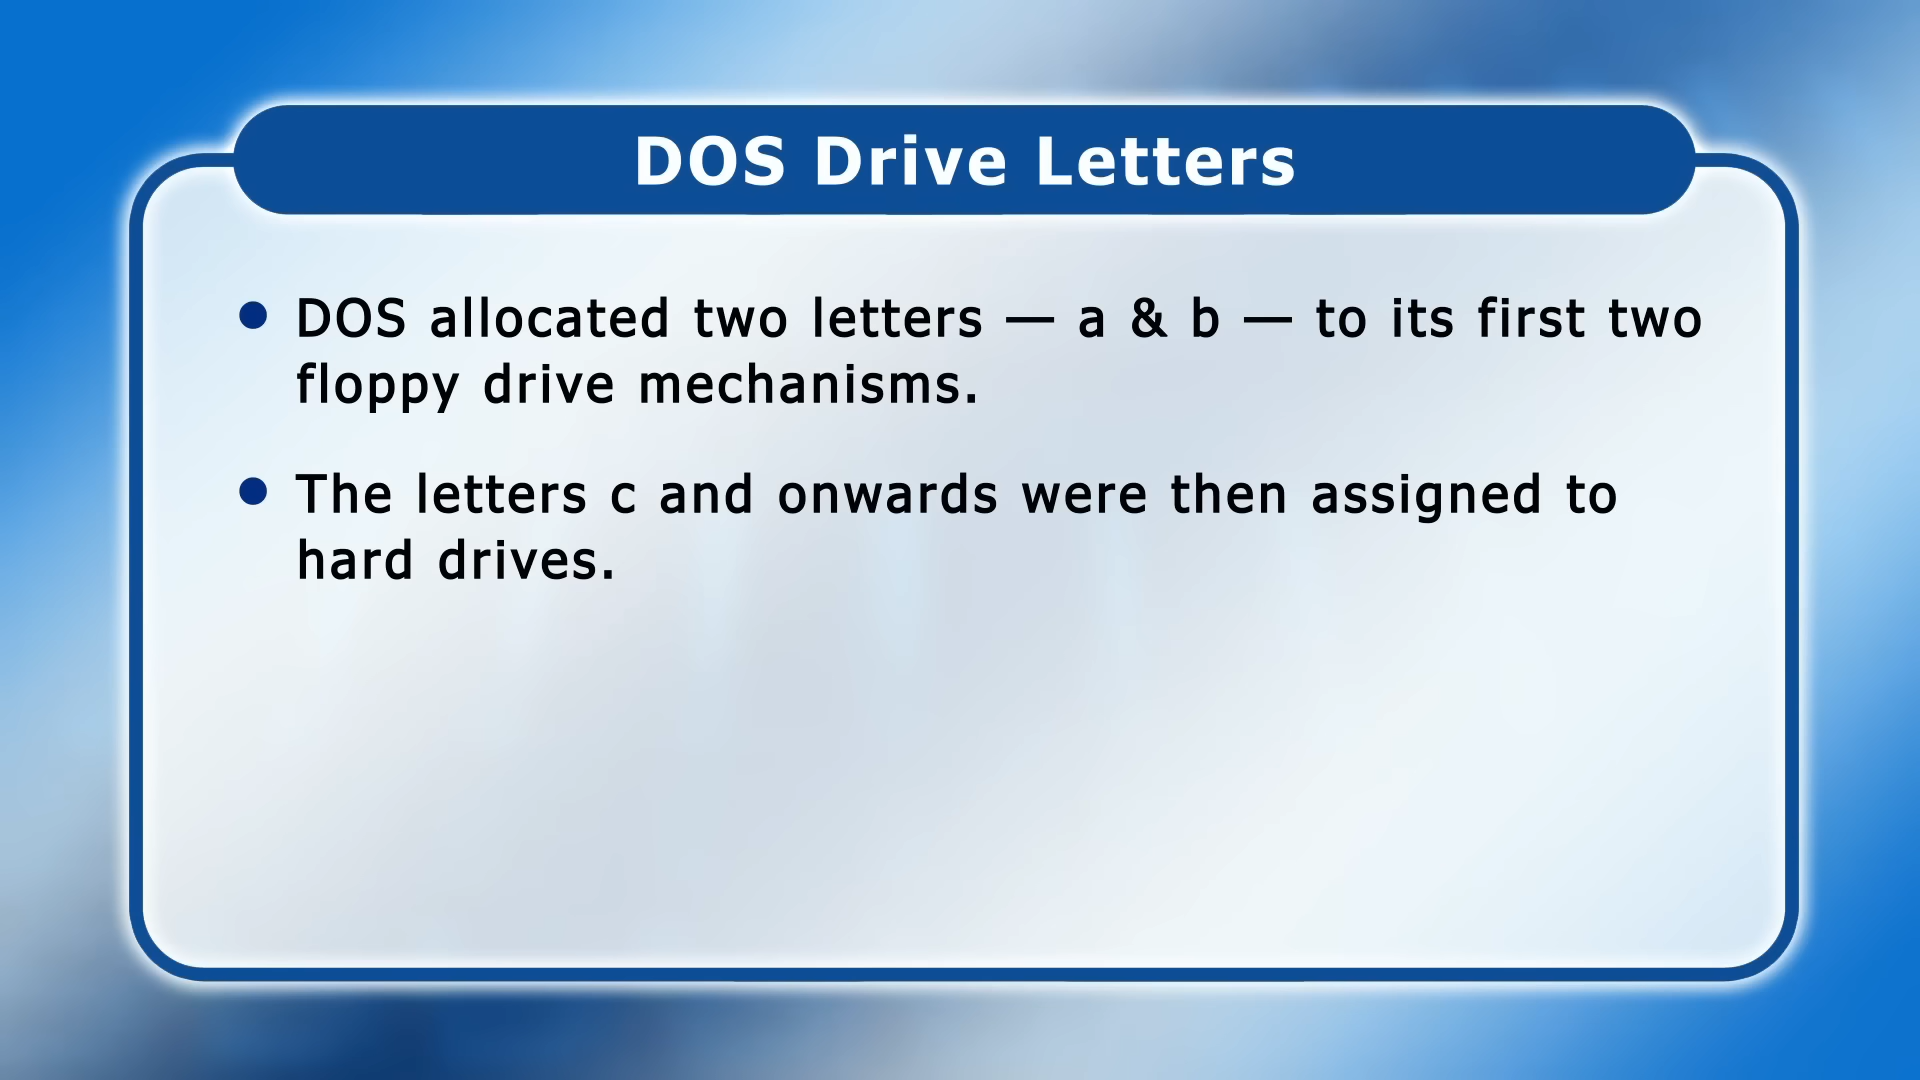 DOS Drive Letters
● DOS allocated two letters — a & b — to its first two
floppy drive mechanisms.
● The letters c and onwards were then assigned to
hard drives.